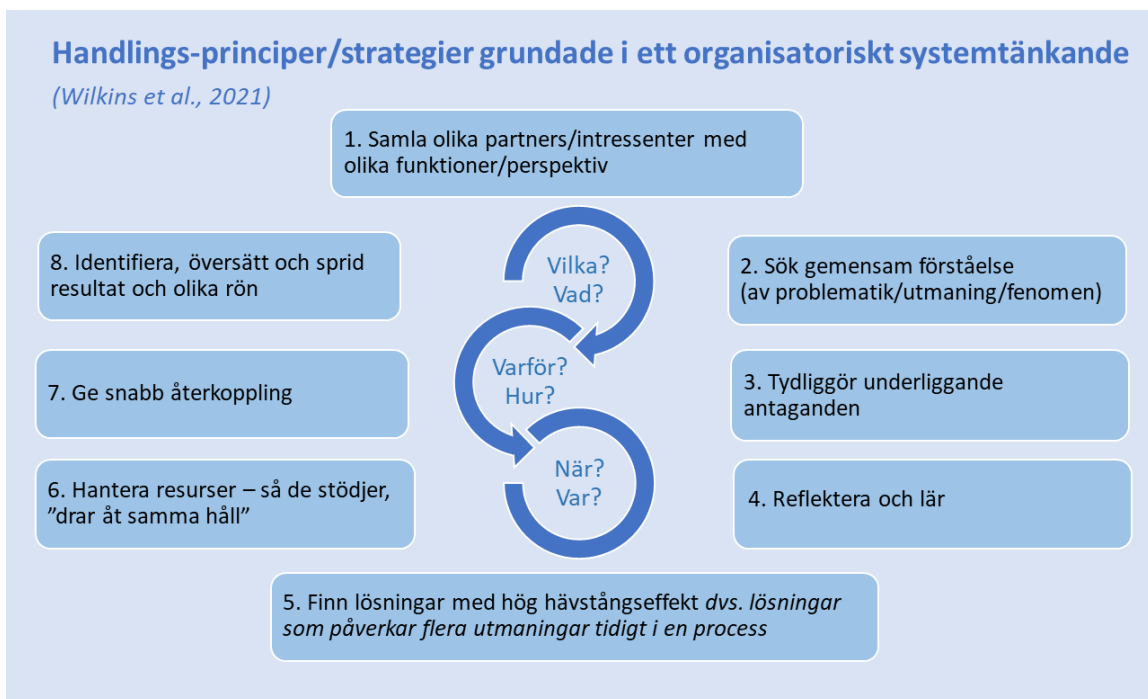 Handlings-principer/strategier grundade i ett organisatoriskt systemtänkande
(Wilkins et al., 2021)
1. Samla olika partners/intressenter med
olika funktioner/perspektiv
Vilka?
Vad?
2. Sök gemensam förståelse
(av problematik/utmaning/fenomen)
Varför?
Hur?
3. Tydliggör underliggande
antaganden
När?
Var?
4. Reflektera och lär
5. Finn lösningar med hög hävstångseffekt dvs. lösningar
som påverkar flera utmaningar tidigt i en process
6. Hantera resurser – så de stödjer,
”drar åt samma håll”
7. Ge snabb återkoppling
8. Identifiera, översätt och sprid
resultat och olika rön